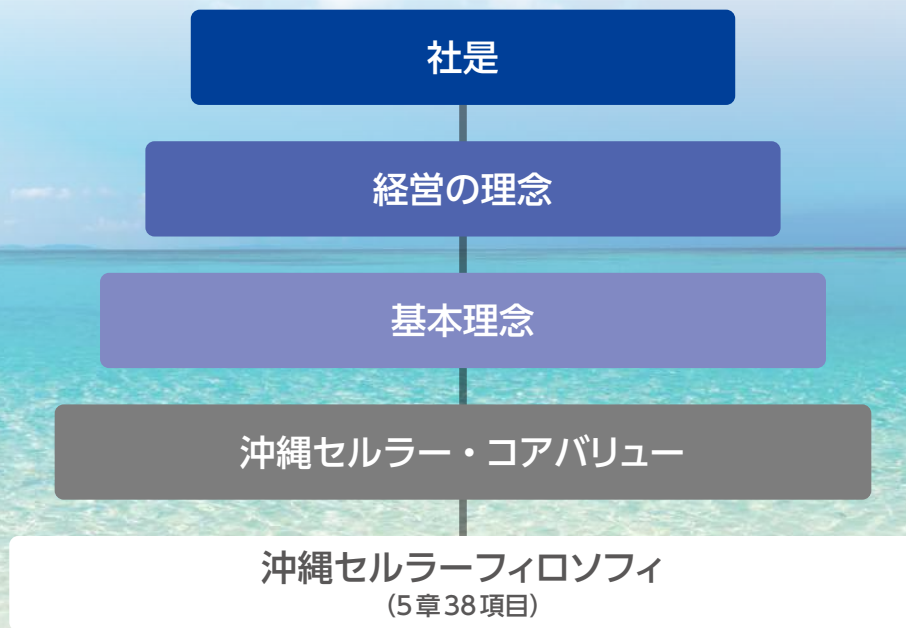 社是
経営の理念
基本理念
沖縄セルラー・コアバリュー
沖縄セルラーフィロソフィ
(5章38項目)